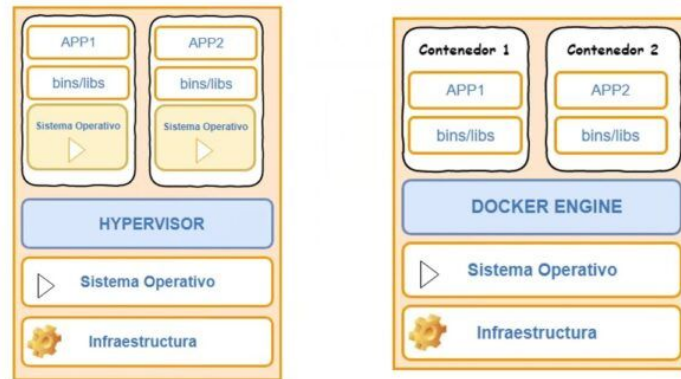 APP1
bins/libs
Sistema Operativo
APP2
bins/libs
Sistema Operativo
HYPERVISOR
Sistema Operativo
Infraestructura
Contenedor 1
APP1
bins/libs
Contenedor 2
APP2
bins/libs
DOCKER ENGINE
Sistema Operativo
Infraestructura